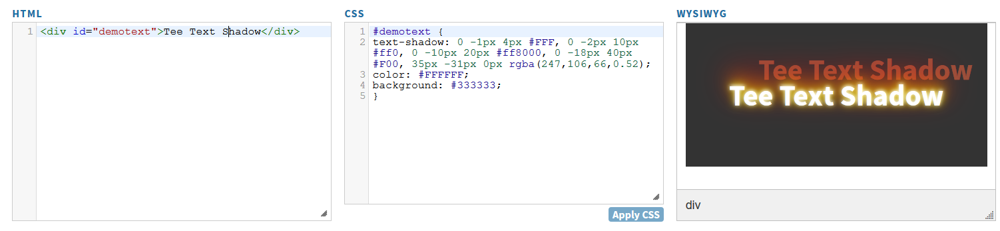 HTML
1 <div id="demotext">Tee Text Shadow</div>
CSS
1 #demotext {
2 text-shadow: 0 -1px 4px #FFF, 0 -2px 10px
#ff0, 0 -10px 20px #ff8000, 0 -18px 40px
#F00, 35px -31px 0px rgba(247,106,66,0.52);
3 color: #FFFFFF;
4 background: #333333;
5 }
Apply CSS
WYSIWYG
Tee Text Shadow
Tee Text Shadow
div